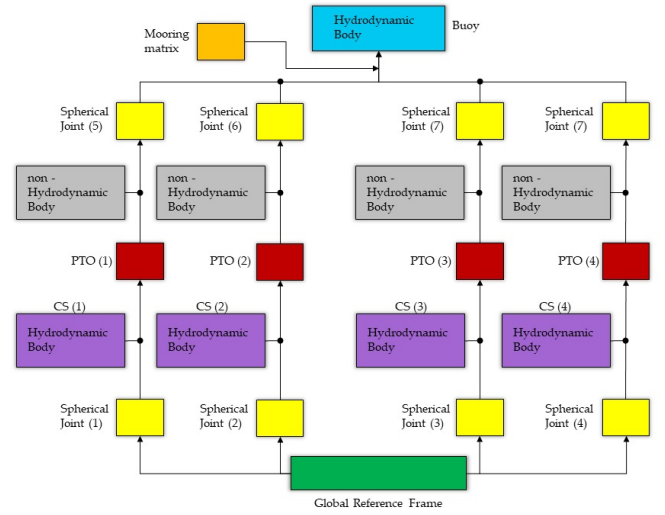 Mooring
matrix
Hydrodynamic
Body
Buoy
Spherical
Joint (5)
Spherical
Joint (6)
Spherical
Joint (7)
Spherical
Joint (7)
non -
Hydrodynamic
Body
non -
Hydrodynamic
Body
non -
Hydrodynamic
Body
non -
Hydrodynamic
Body
PTO (1)
PTO (2)
PTO (3)
PTO (4)
CS (1)
CS (2)
CS (3)
CS (4)
Hydrodynamic
Body
Hydrodynamic
Body
Hydrodynamic
Body
Hydrodynamic
Body
Spherical
Joint (1)
Spherical
Joint (2)
Spherical
Joint (3)
Spherical
Joint (4)
Global Reference Frame